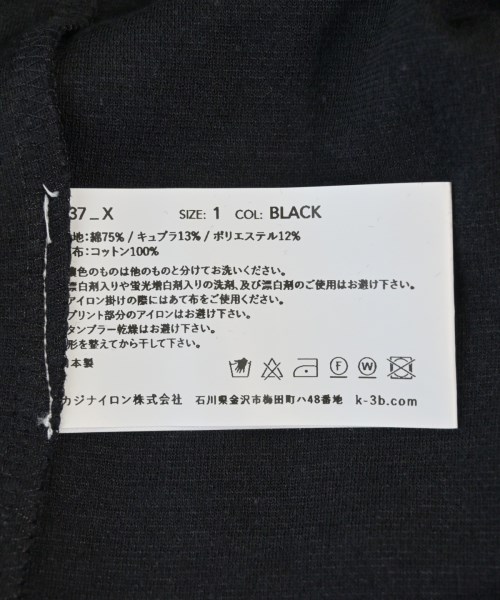 37_X SIZE: 1 COL: BLACK
地:綿75% / キュプラ13% / ポリエステル12%
布:コットン100%
色のものは他のものと分けてお洗いください。
漂白剤入りや蛍光増白剤入りの洗剤、及び漂白剤のご使用はお避け下さい。
アイロン掛けの際にはあて布をご使用ください。
プリント部分のアイロンはお避け下さい。
タンブラー乾燥はお避け下さい。
形を整えてから干して下さい。
日本製
F W
カジナイロン株式会社 石川県金沢市梅田町ハ48番地 k-3b.com